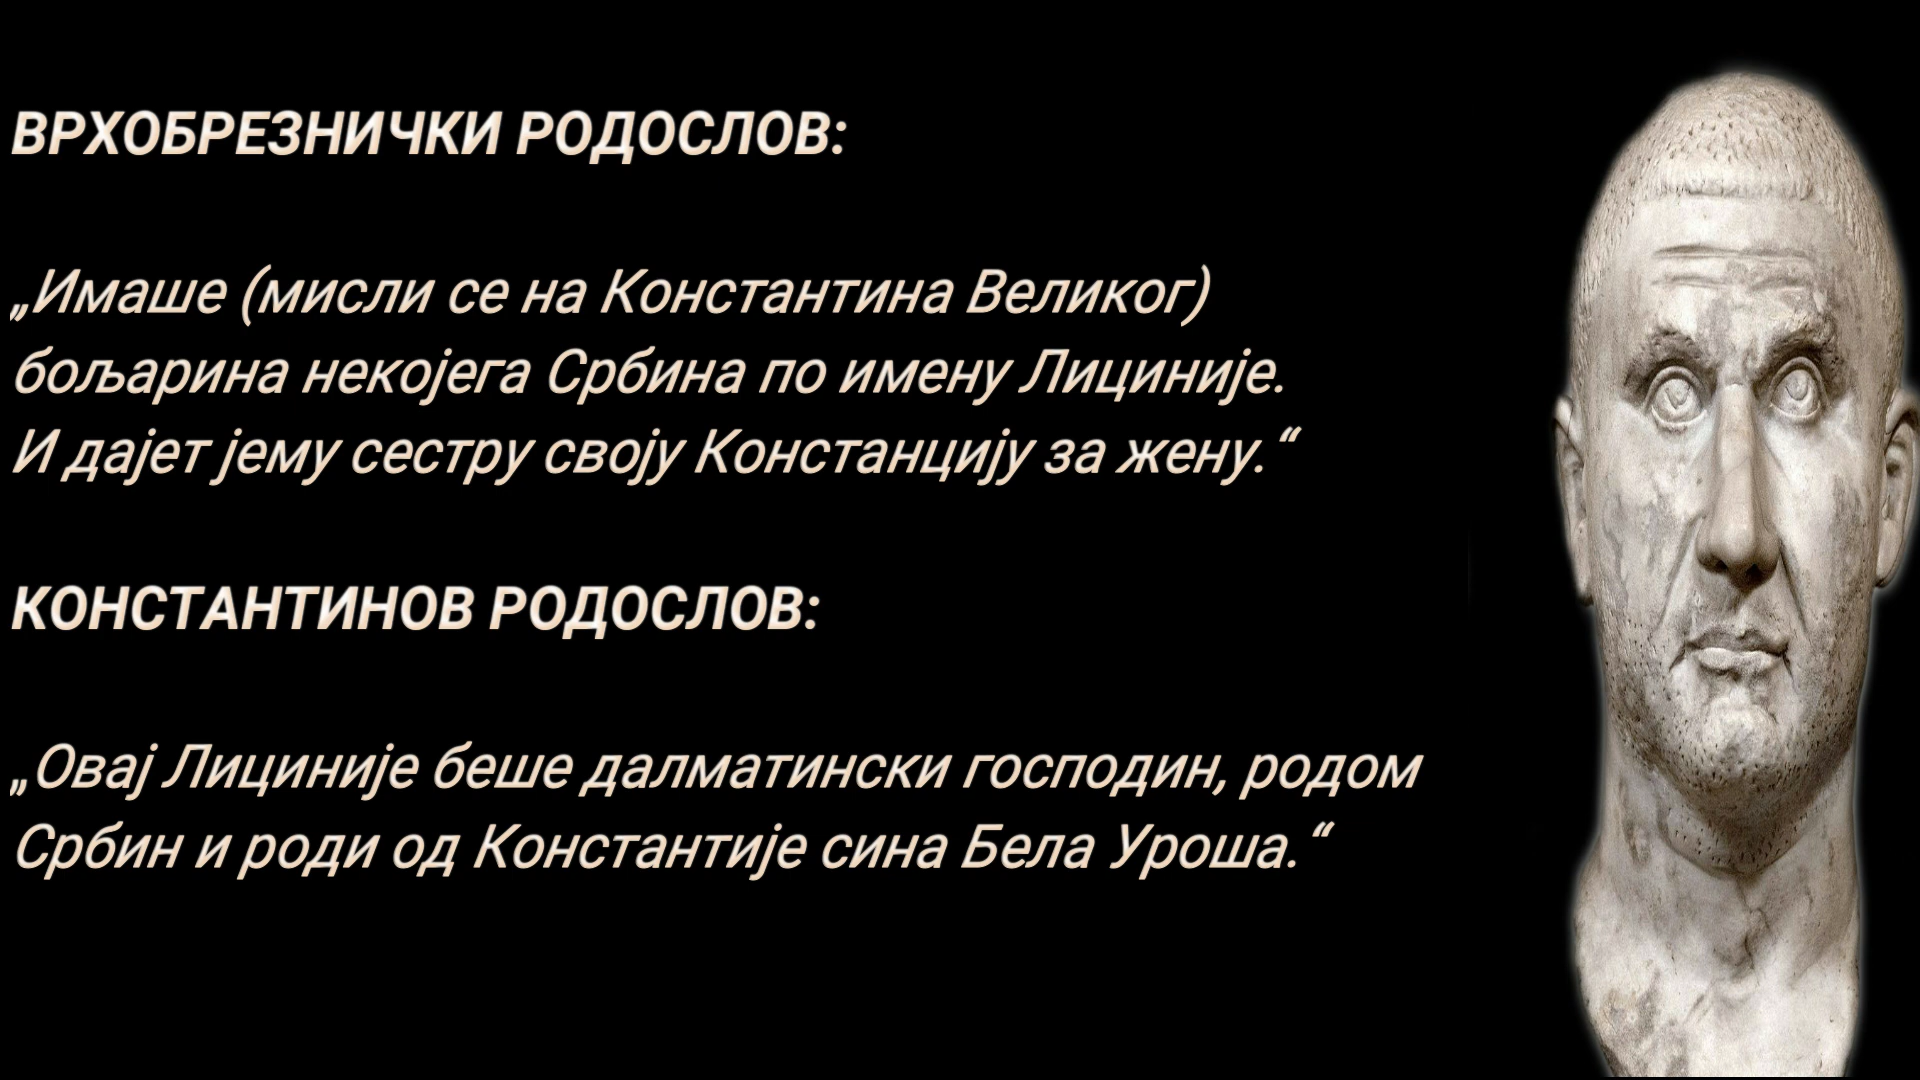 ВРХОБРЕЗНИЧКИ РОДОСЛОВ:
„Имаше (мисли се на Константина Великог)
бољарина некојега Србина по имену Лициније.
И дајет јему сестру своју Констанцију за жену.“
КОНСТАНТИНОВ РОДОСЛОВ:
„Овај Лициније беше далматински господин, родом
Србин и роди од Константије сина Бела Уроша.“